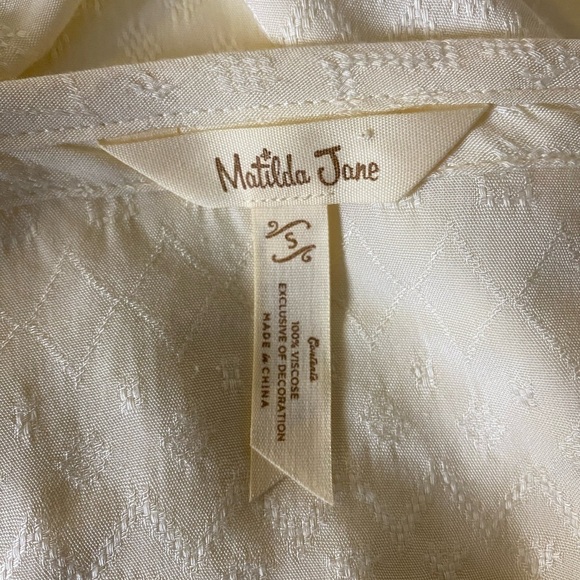 Matilda Jane
S
Contents
100% VISCOSE
EXCLUSIVE OF DECORATION
MADE in CHINA